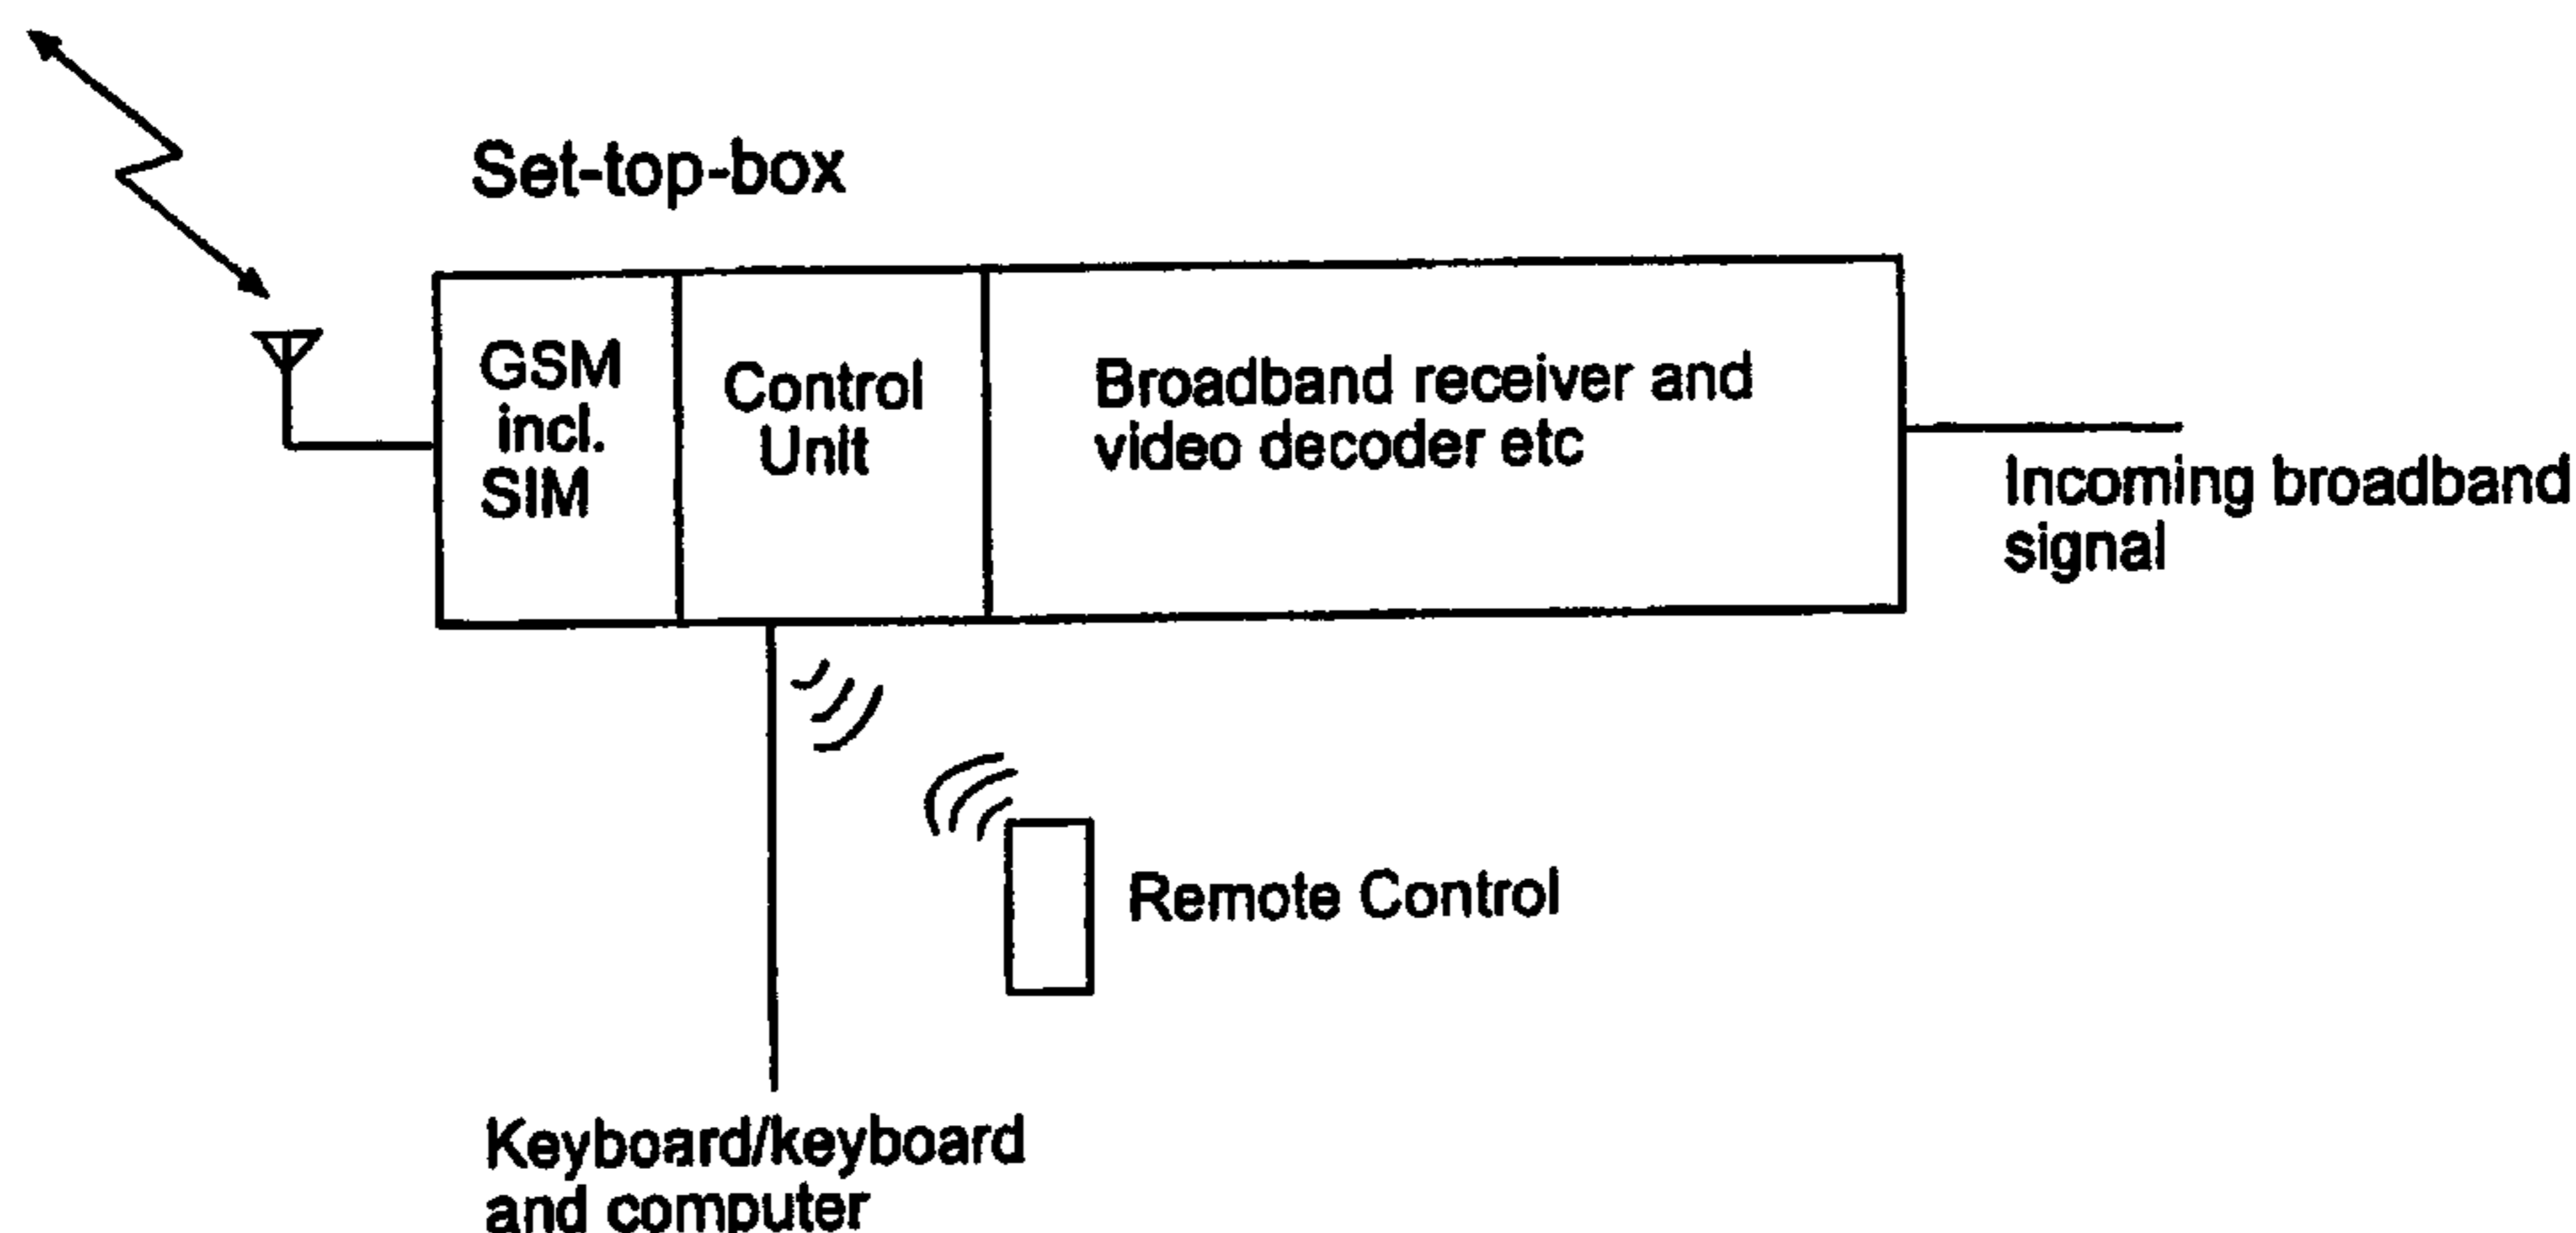 Set-top-box
GSM
incl.
SIM
Control
Unit
Broadband receiver and
video decoder etc
Incoming broadband
signal
Remote Control
Keyboard/keyboard
and computer